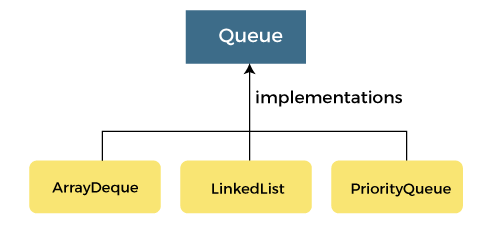 Queue
implementations
ArrayDeque
LinkedList
PriorityQueue